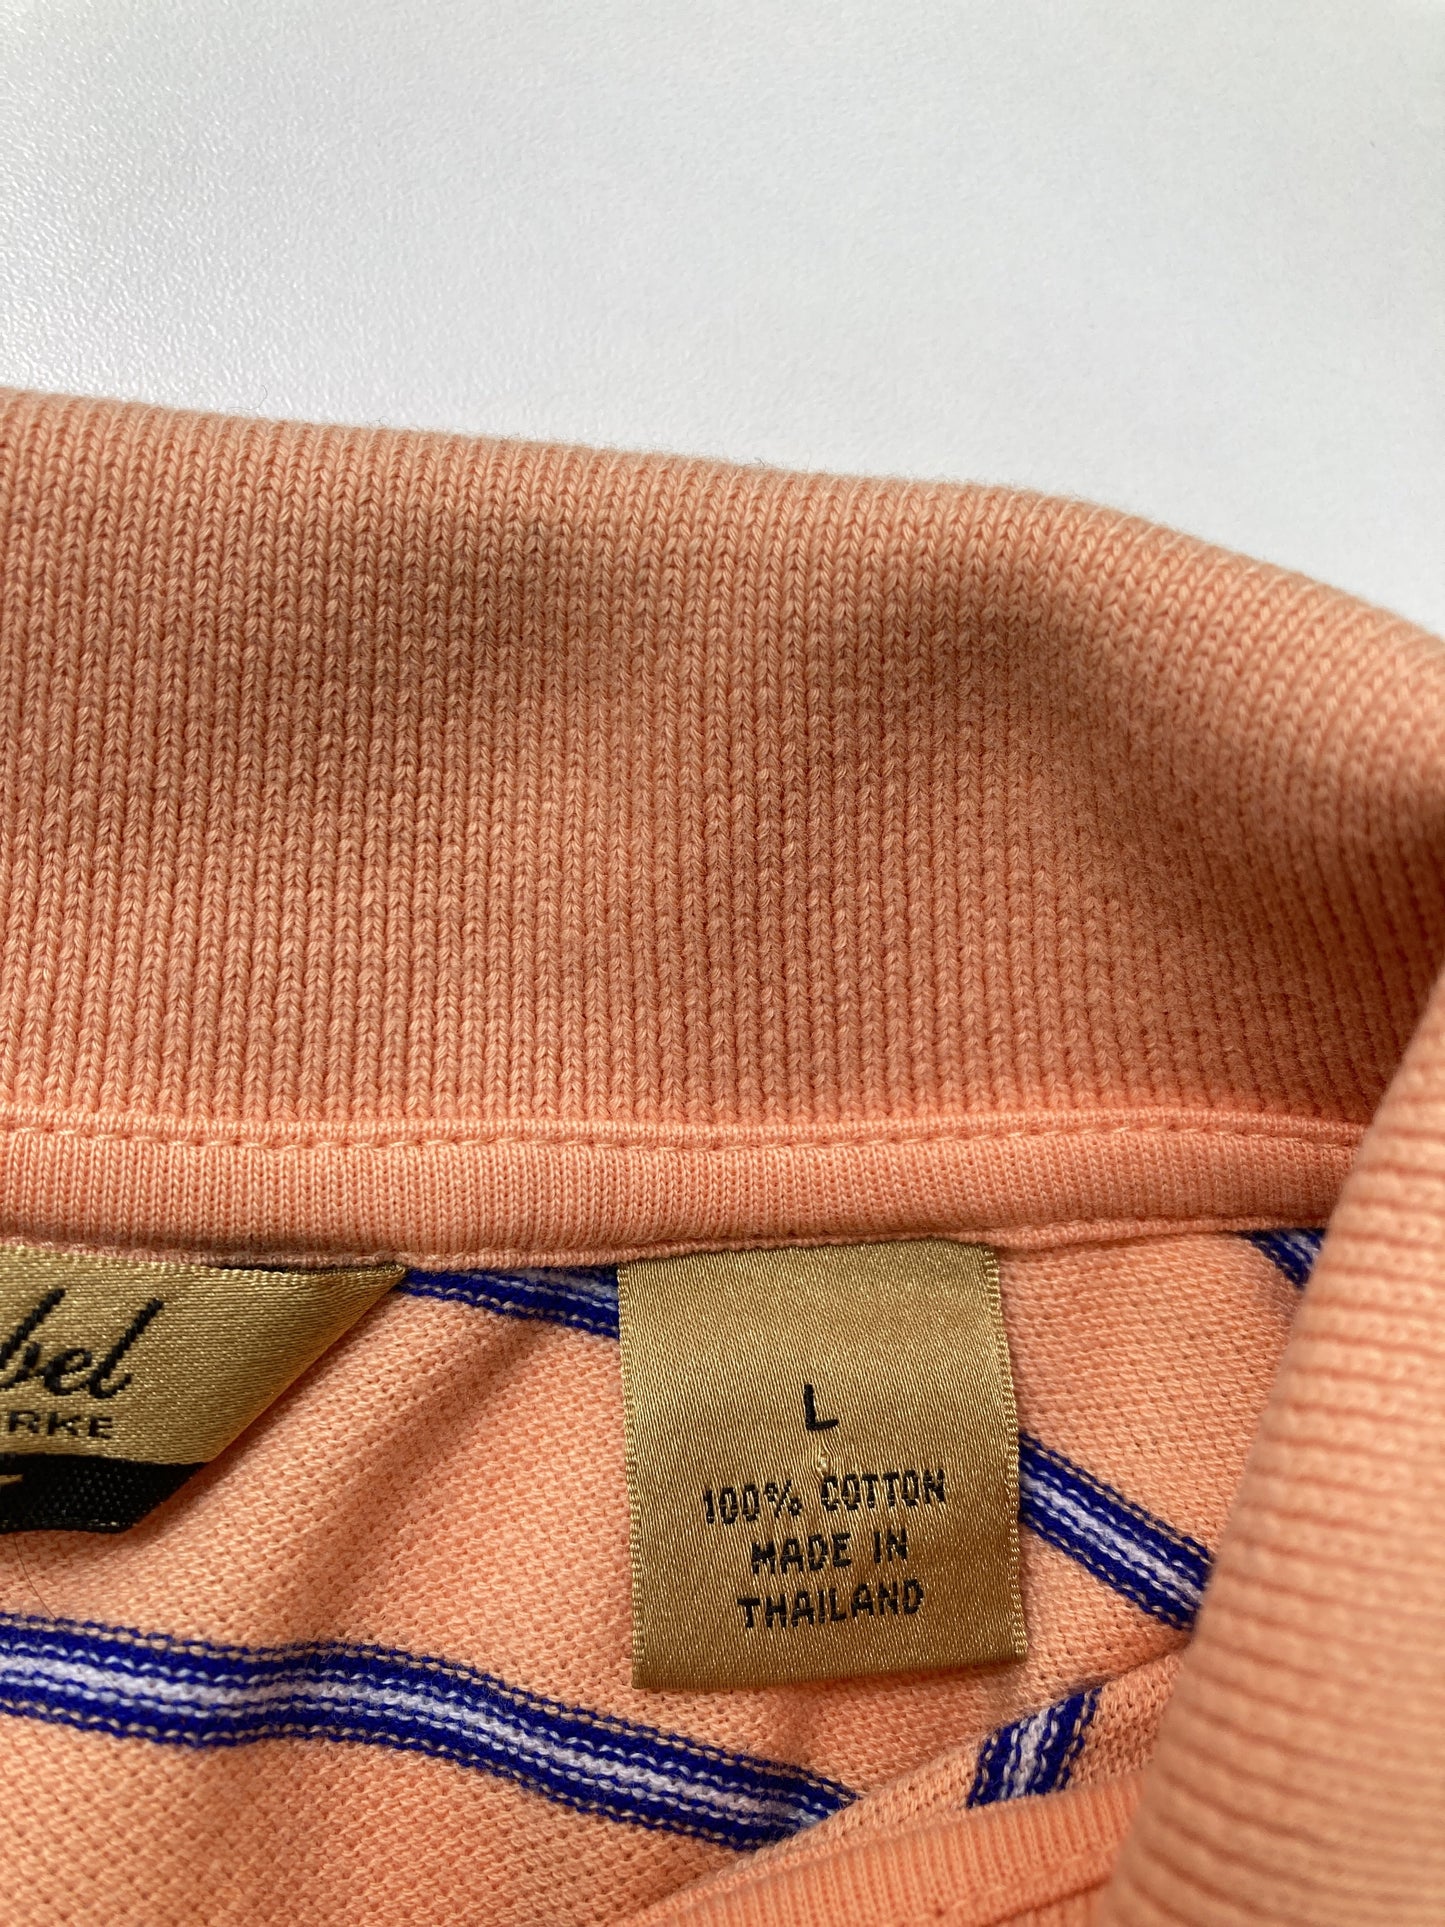 bel
RKE
L
100% COTTON
MADE IN
THAILAND